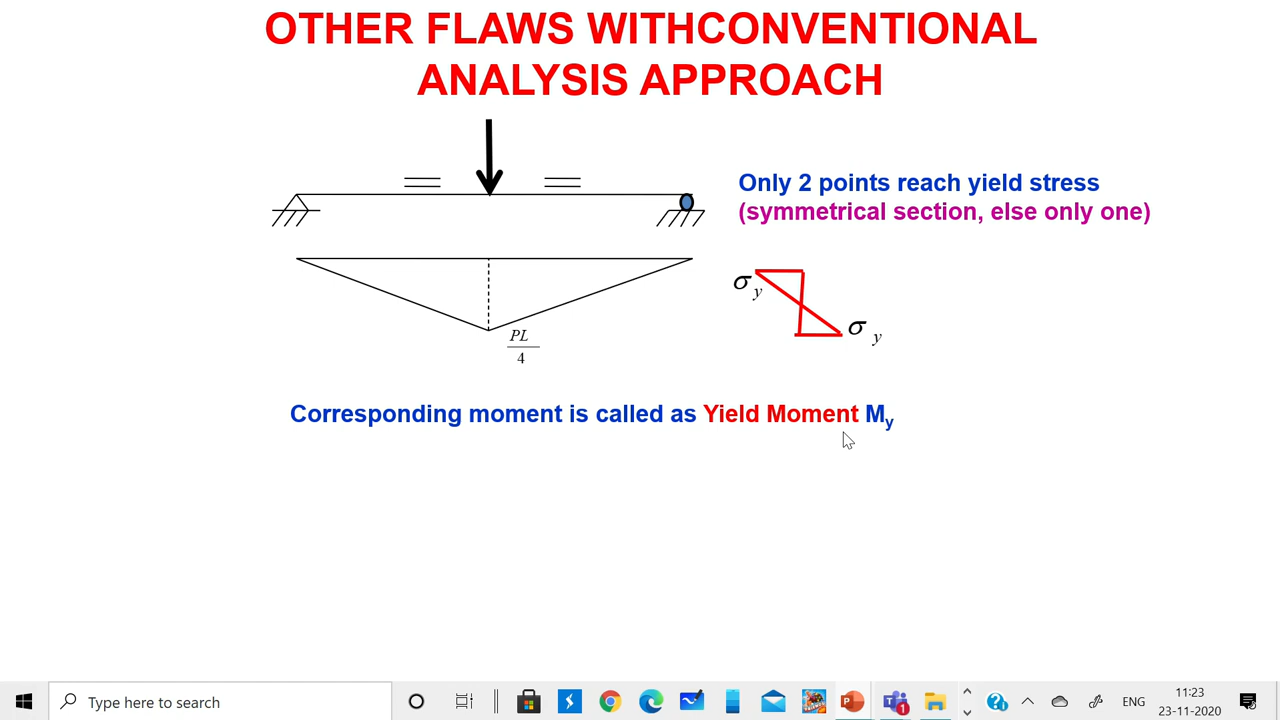 OTHER FLAWS WITHCONVENTIONAL
ANALYSIS APPROACH
Only 2 points reach yield stress
(symmetrical section, else only one)
σy
σ y
PL
4
Corresponding moment is called as Yield Moment My
Type here to search
1
ENG
11:23
23-11-2020